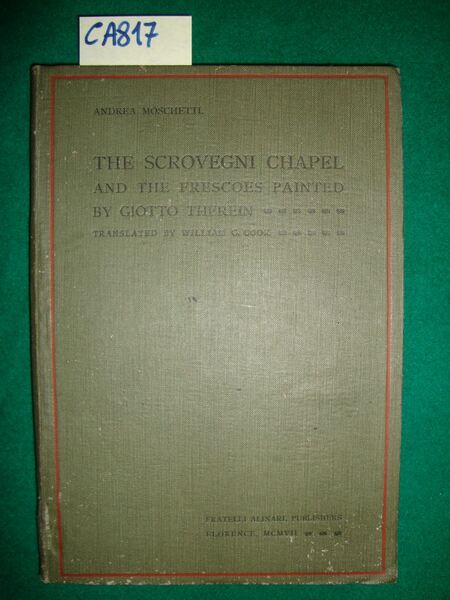 CA817
ANDREA MOSCHETTI.
THE SCROVEGNI CHAPEL
AND THE FRESCOES PAINTED
BY GIOTTO THEREIN
TRANSLATED BY WILLIAM G. COOK
FRATELLI ALINARI, PUBLISHERS
FLORENCE, MCMVII